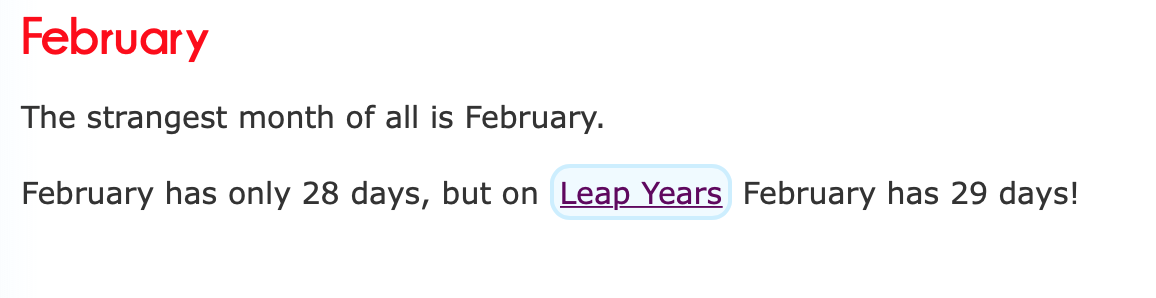 February
The strangest month of all is February.
February has only 28 days, but on Leap Years February has 29 days!